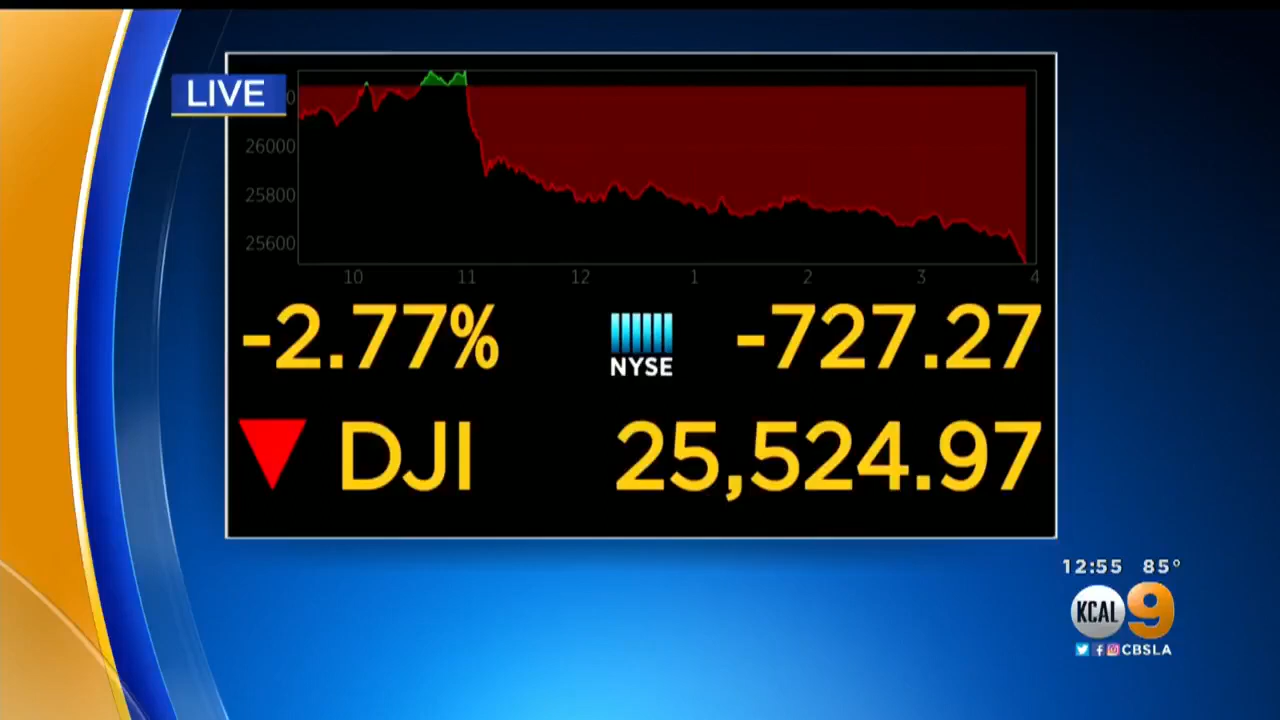 LIVE
0
26000
25800
25600
10 11 12 1 2 3 4
-2.77% NYSE -727.27
DJI 25,524.97
12:55 85°
KCAL 9
CBSLA